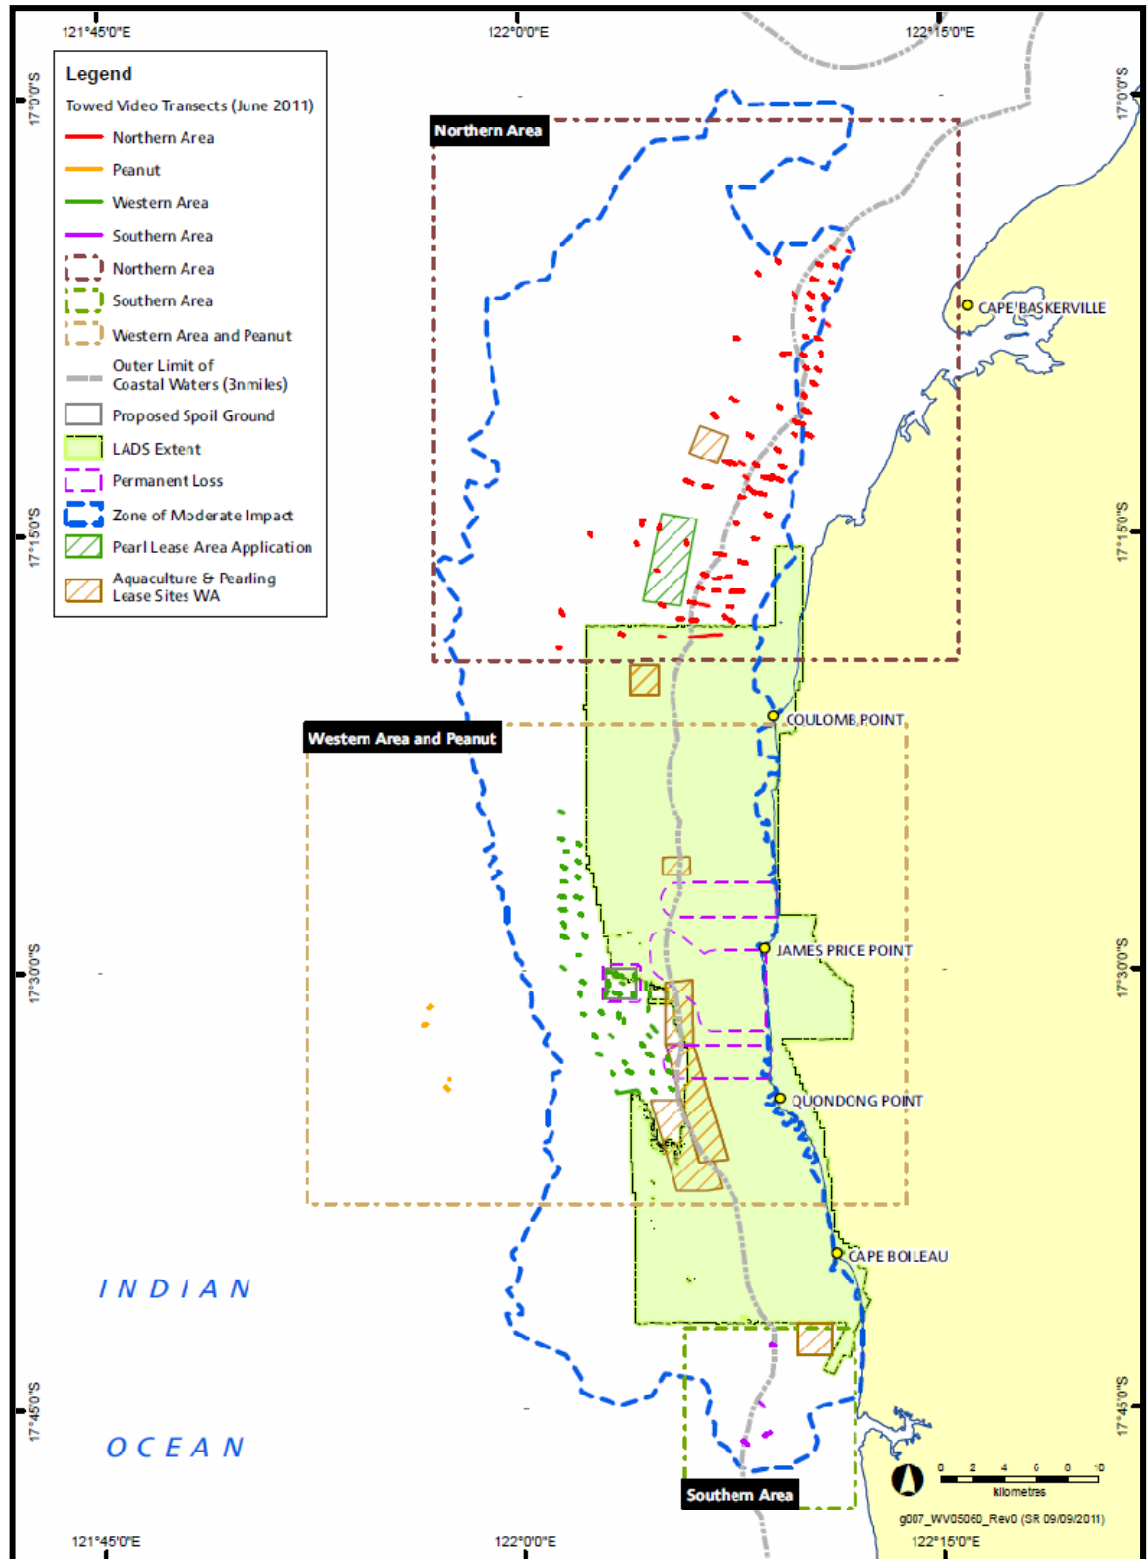 121°45'0"E
122°0'0"E
122°15'0"E
17°0'0"S
17°0'0"S
Legend
Towed Video Transects (June 2011)
Northern Area
Peanut
Western Area
Southern Area
Northern Area
Southern Area
Western Area and Peanut
Outer Limit of
Coastal Waters (3nmiles)
Proposed Spoil Ground
LADS Extent
Permanent Loss
Zone of Moderate Impact
Pearl Lease Area Application
Aquaculture & Pearling
Lease Sites WA
Northern Area
CAPE BASKERVILLE
17°15'0"S
17°15'0"S
COULOMB POINT
Western Area and Peanut
JAMES PRICE POINT
17°30'0"S
17°30'0"S
QUONDONG POINT
CAPE BOILEAU
INDIAN
OCEAN
17°45'0"S
17°45'0"S
Southern Area
0 2 4 6 8 10
kilometres
g007_WV05060_Rev0 (SR 09/09/2011)
121°45'0"E
122°0'0"E
122°15'0"E